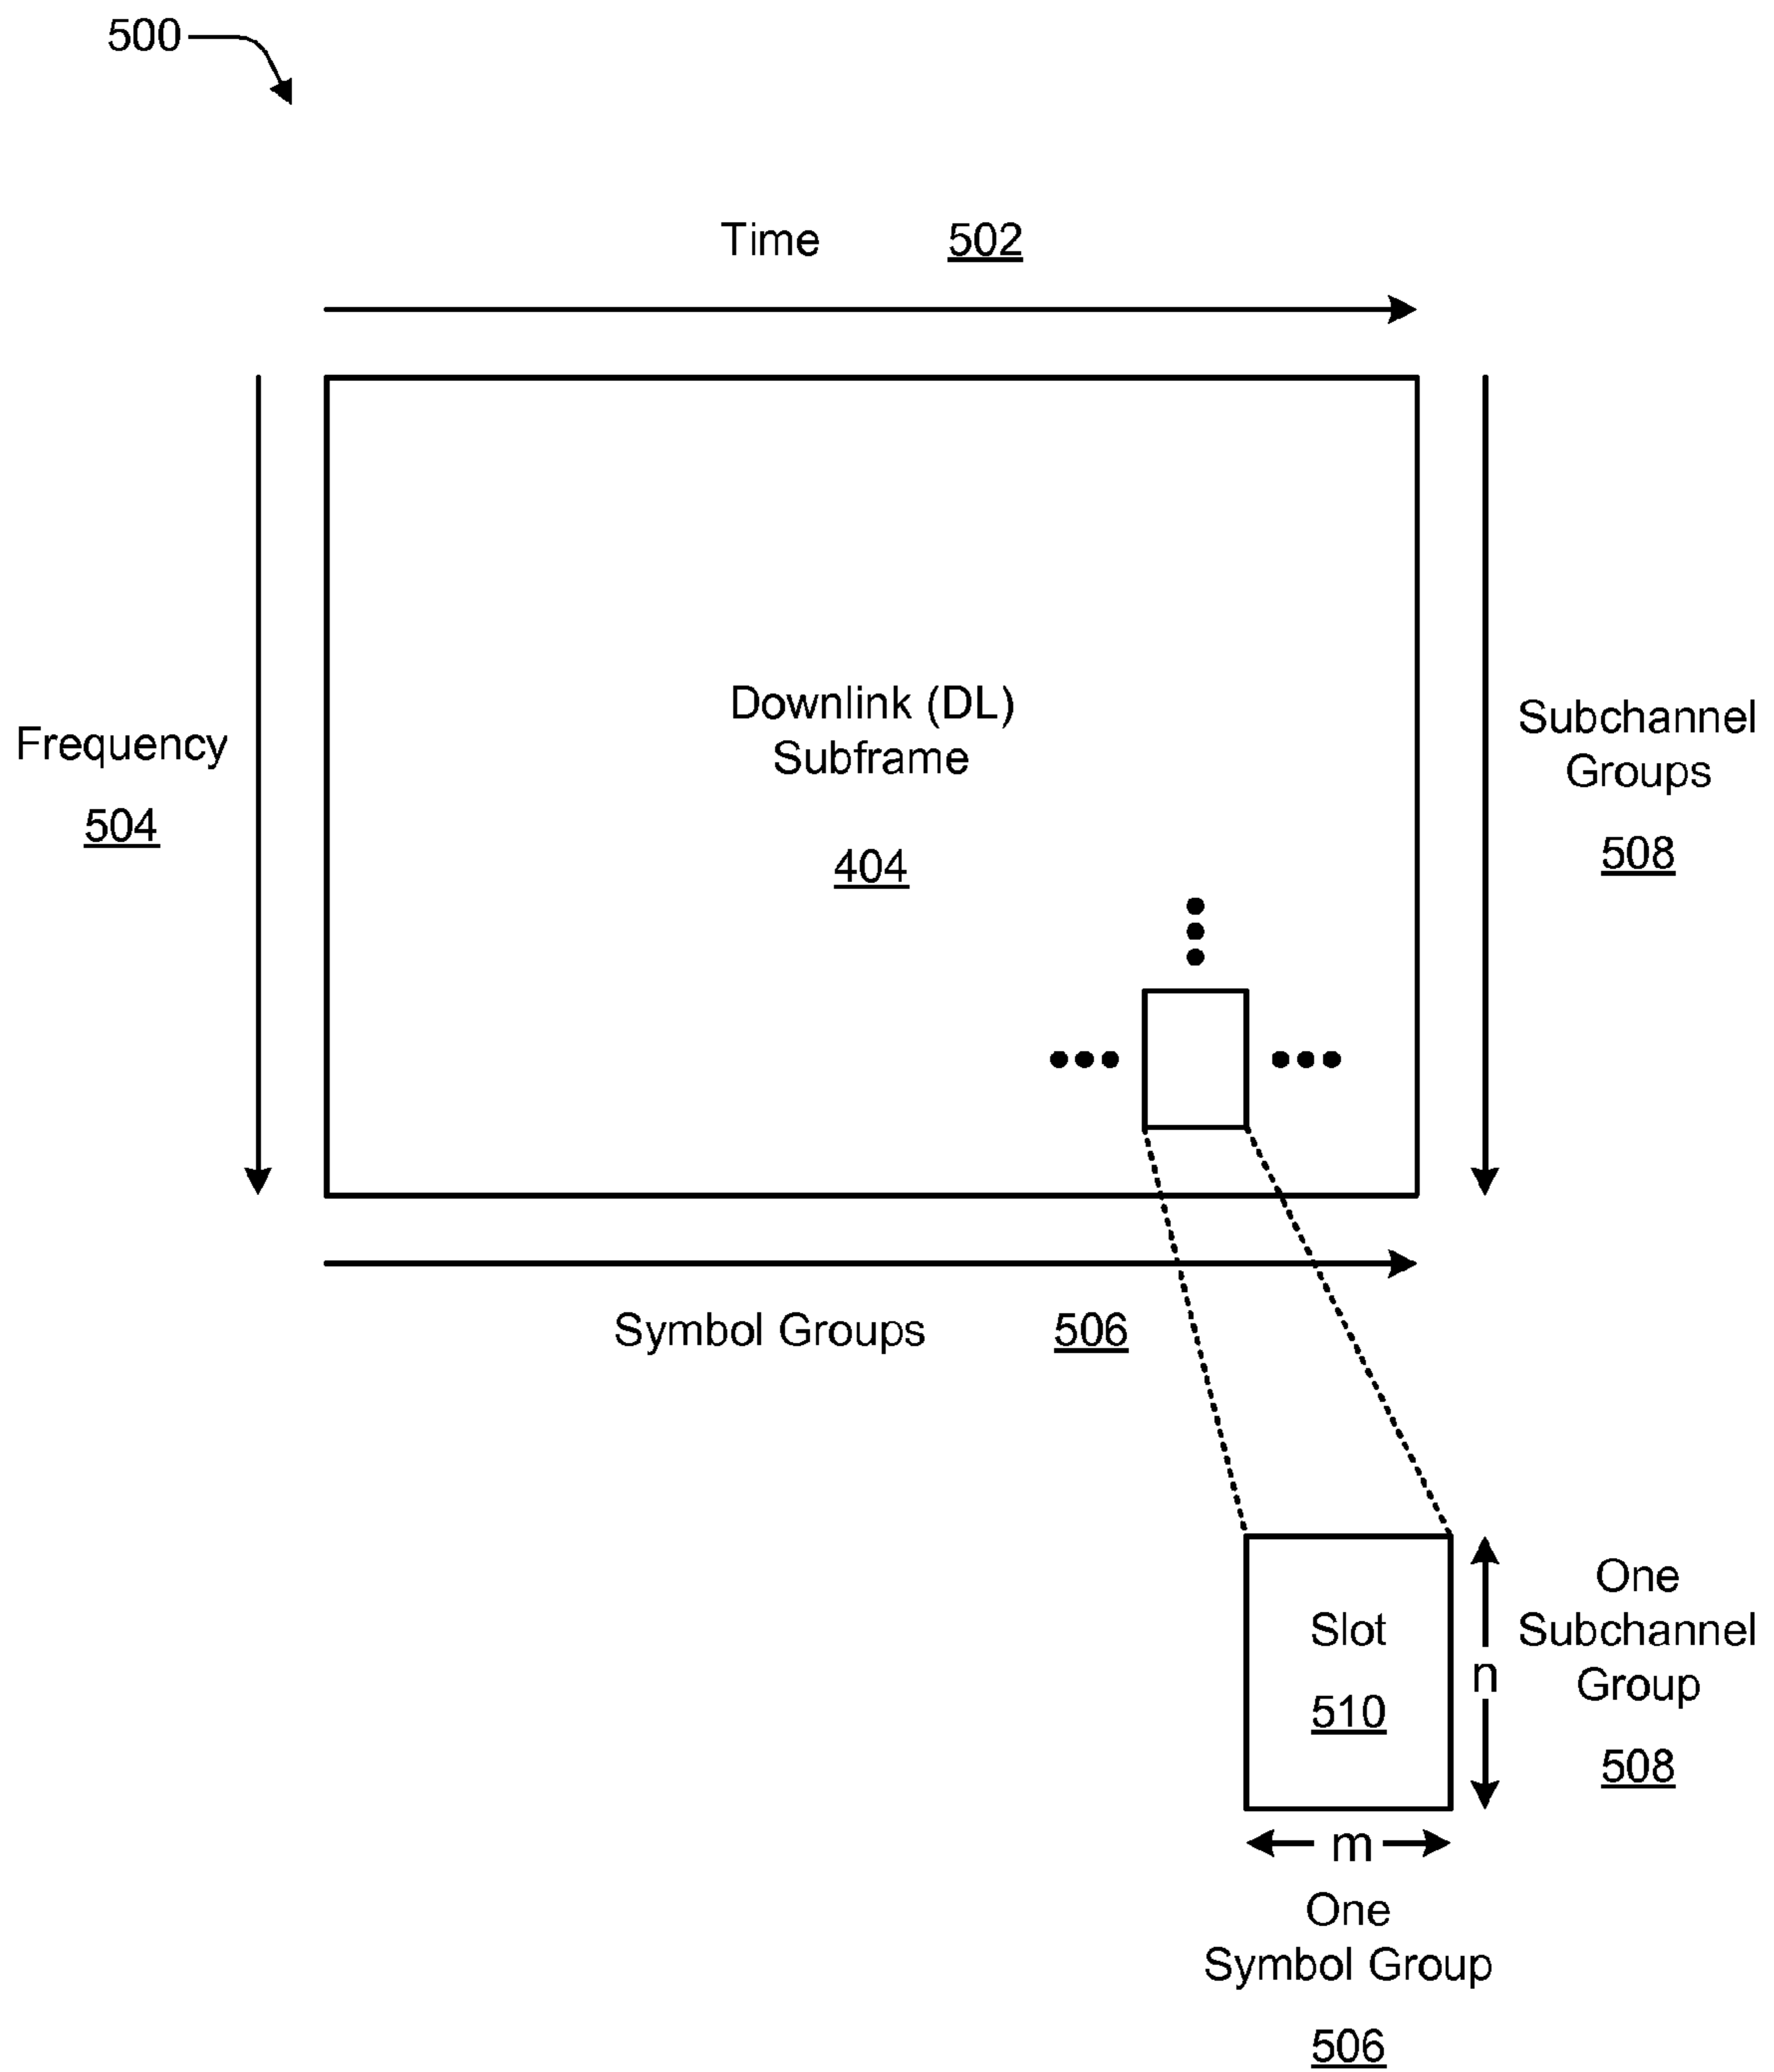 500
Time 502
Frequency
504
Downlink (DL)
Subframe
404
Subchannel
Groups
508
Symbol Groups 506
Slot
510
n
One
Subchannel
Group
508
m
One
Symbol Group
506